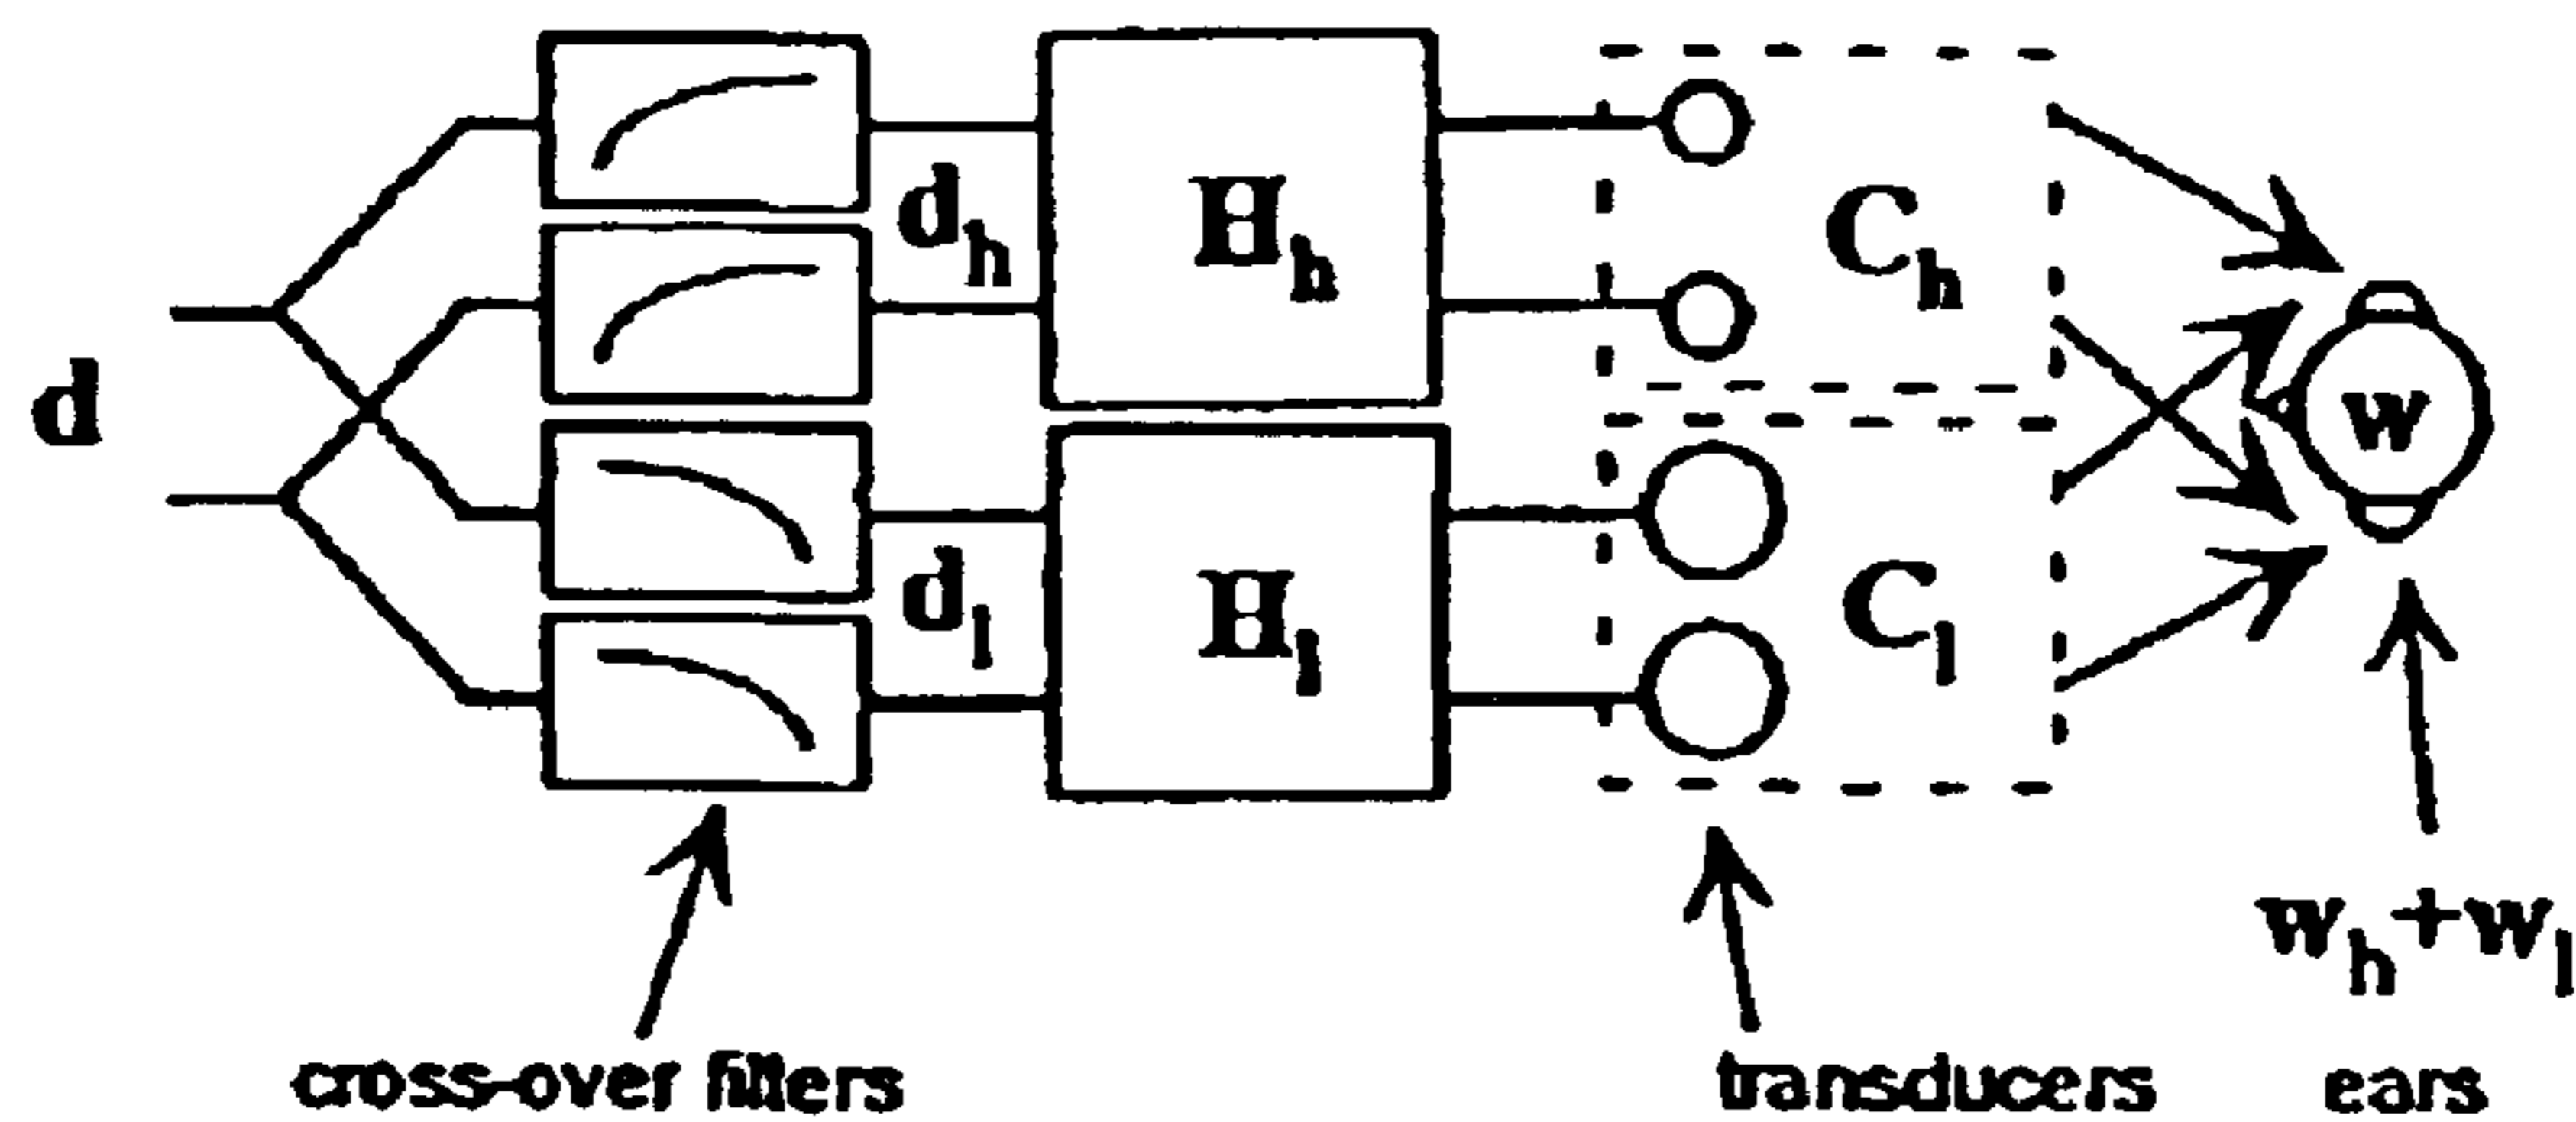 d
d_h
H_h
C_h
d_l
H_l
C_l
w
w_h+w_l
cross-over filters
transducers
ears